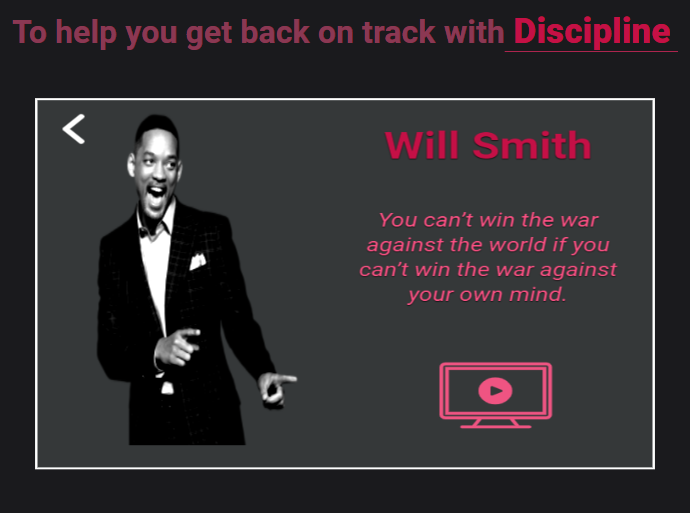 To help you get back on track with Discipline
Will Smith
You can't win the war
against the world if you
can't win the war against
your own mind.